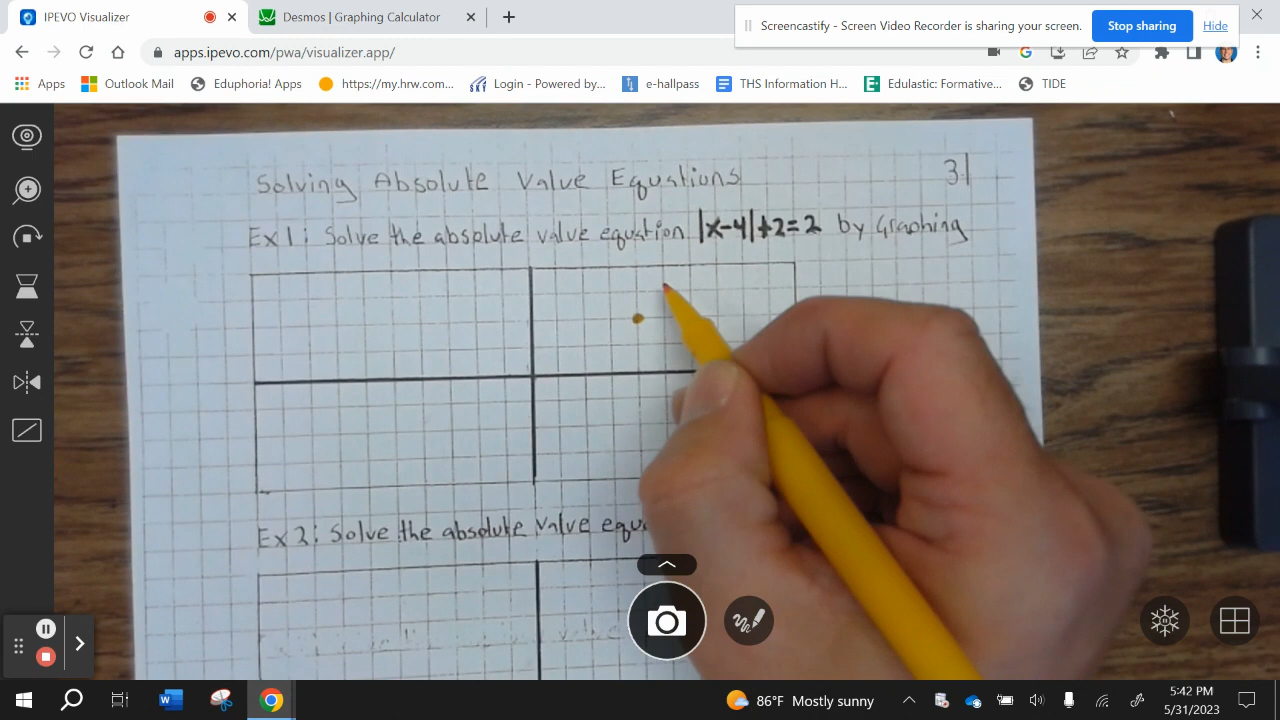 IPEVO Visualizer
Desmos | Graphing Calculator
Screencastify - Screen Video Recorder is sharing your screen.
Stop sharing
Hide
apps.ipevo.com/pwa/visualizer.app/
Apps
Outlook Mail
Eduphoria! Apps
https://my.hrw.com...
Login - Powered by...
e-hallpass
THS Information H...
Edulastic: Formative...
TIDE
Solving Absolute Value Equations
3.1
Ex 1: Solve the absolute value equation |x-4|+2=2 by Graphing
Ex 2: Solve the absolute value equ
86°F Mostly sunny
5:42 PM
5/31/2023